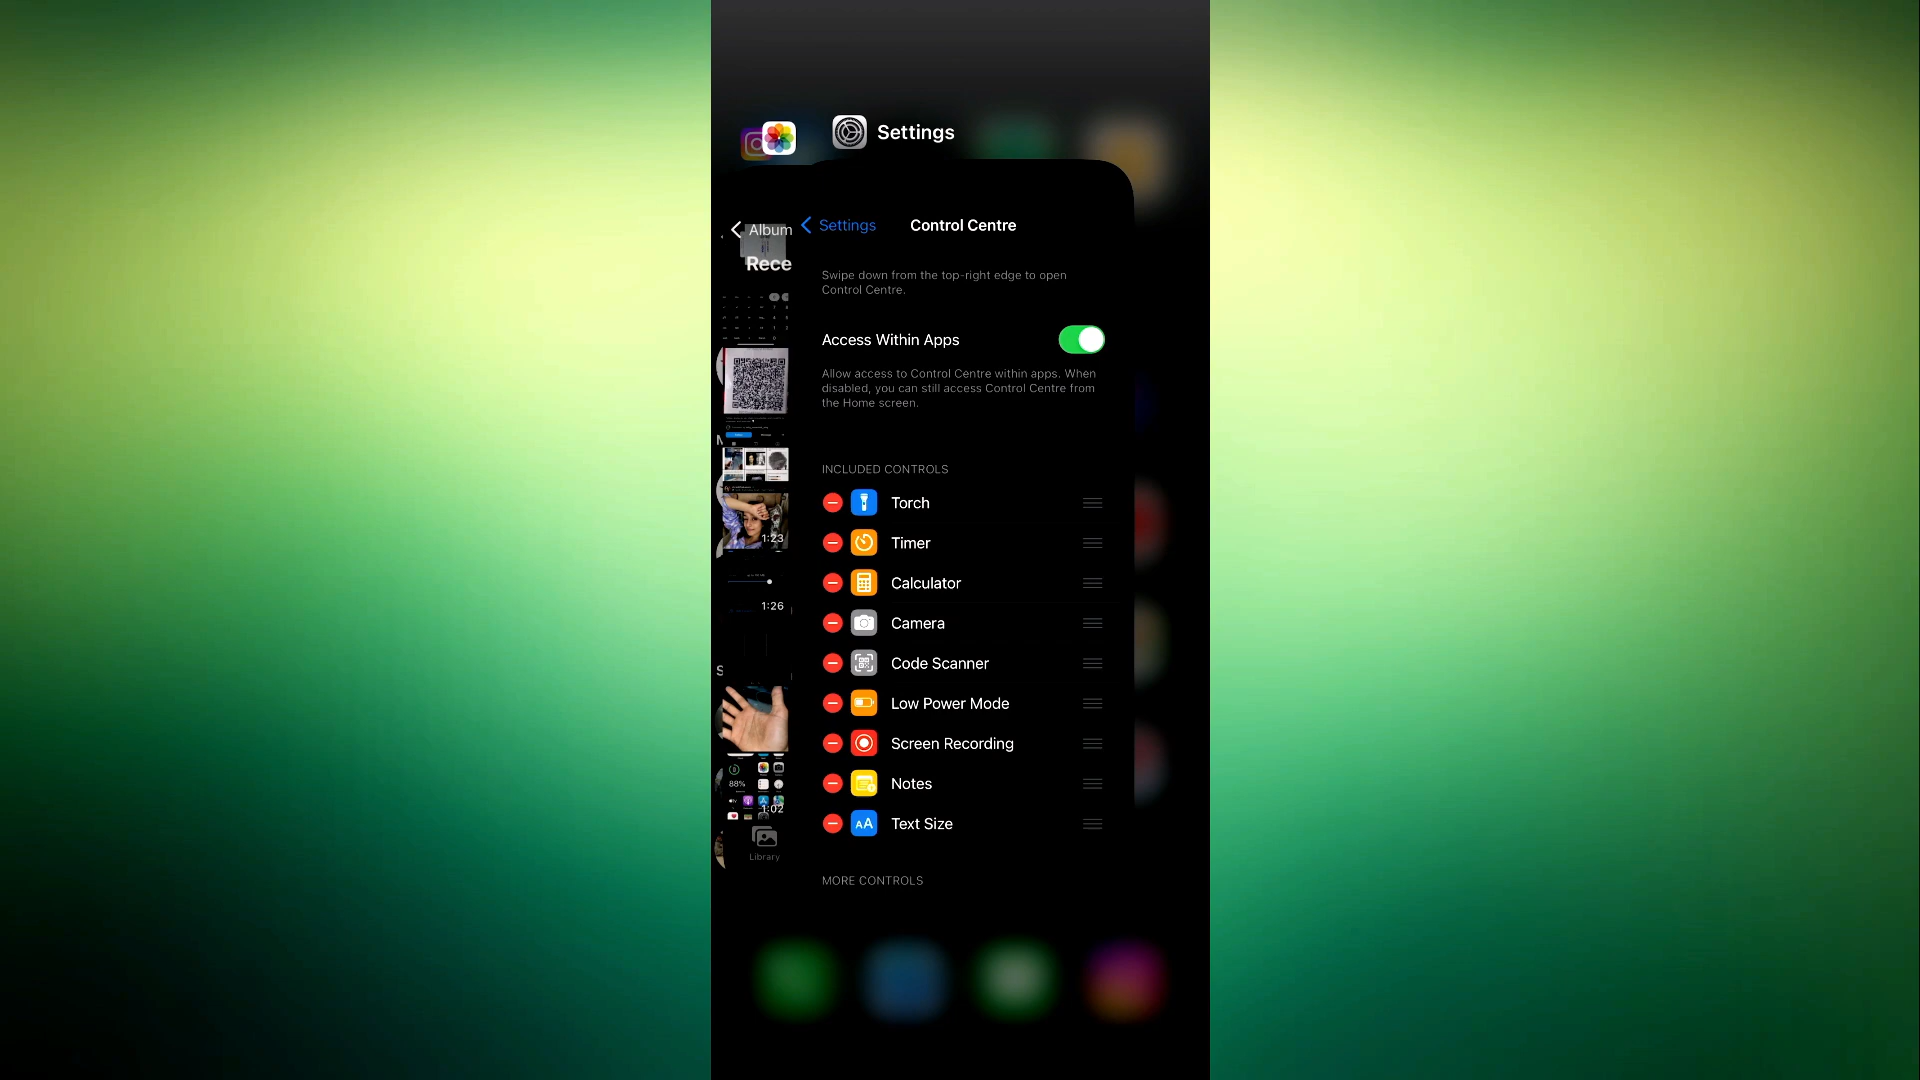 Settings
Album
Rece
Settings
Control Centre
Swipe down from the top-right edge to open
Control Centre.
Access Within Apps
Allow access to Control Centre within apps. When
disabled, you can still access Control Centre from
the Home screen.
INCLUDED CONTROLS
Torch
Timer
Calculator
Camera
Code Scanner
Low Power Mode
Screen Recording
Notes
AA Text Size
MORE CONTROLS
1:23
1:26
88%
1:02
Library